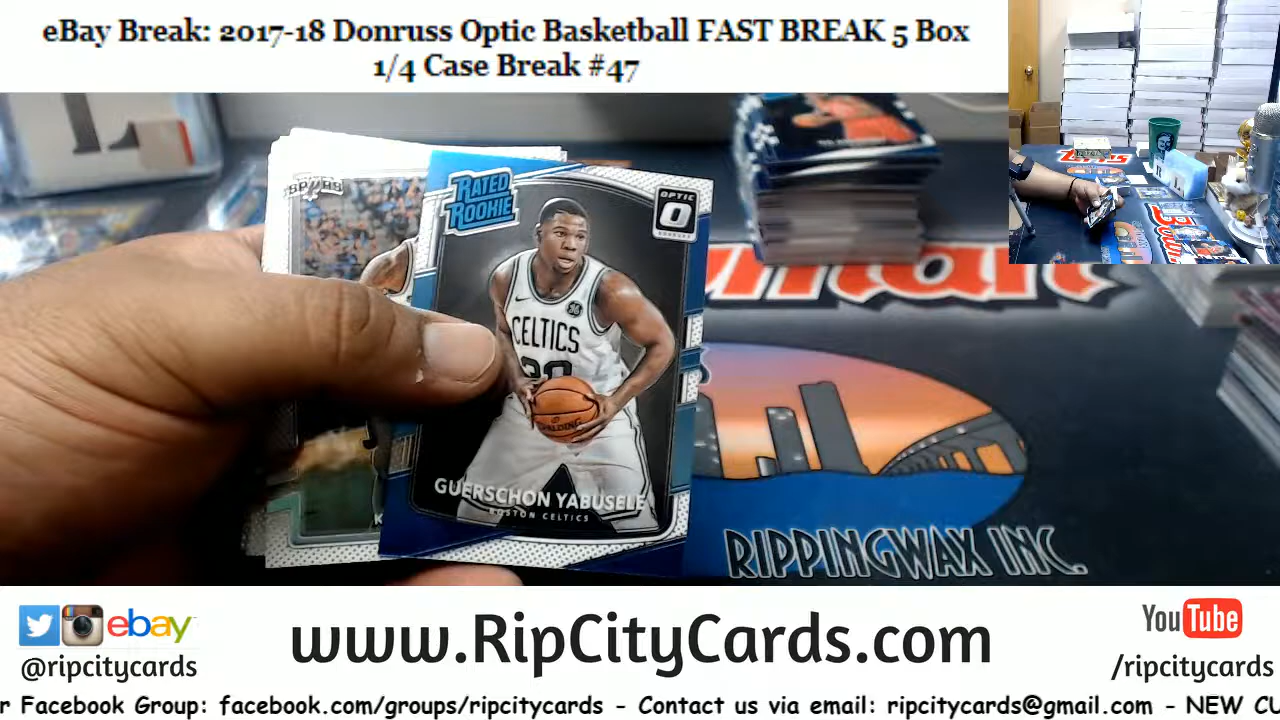 eBay Break: 2017-18 Donruss Optic Basketball FAST BREAK 5 Box
1/4 Case Break #47
SPURS
RATED
ROOKIE
OPTIC
O
CELTICS
SPALDING
GUERSCHON YABUSELE
BOSTON CELTICS
RIPPINGWAX INC.
ebay
@ripcitycards
www.RipCityCards.com
YouTube
/ripcitycards
r Facebook Group: facebook.com/groups/ripcitycards - Contact us via email: ripcitycards@gmail.com - NEW CU